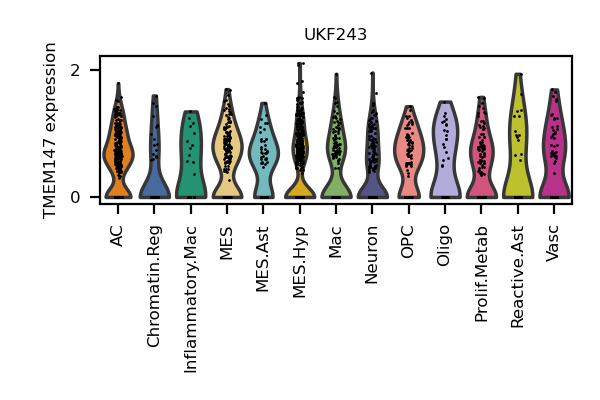 UKF243
TMEM147 expression
2
0
AC
Chromatin.Reg
Inflammatory.Mac
MES
MES.Ast
MES.Hyp
Mac
Neuron
OPC
Oligo
Prolif.Metab
Reactive.Ast
Vasc